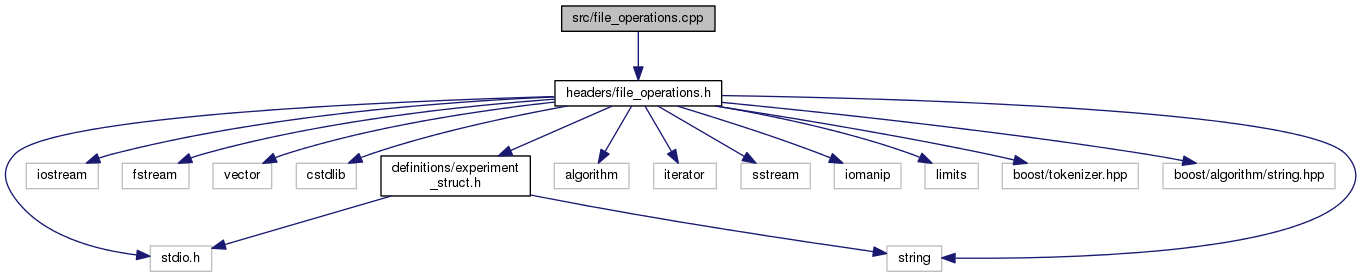 src/file_operations.cpp
headers/file_operations.h
iostream
fstream
vector
cstdlib
definitions/experiment
_struct.h
algorithm
iterator
sstream
iomanip
limits
boost/tokenizer.hpp
boost/algorithm/string.hpp
stdio.h
string